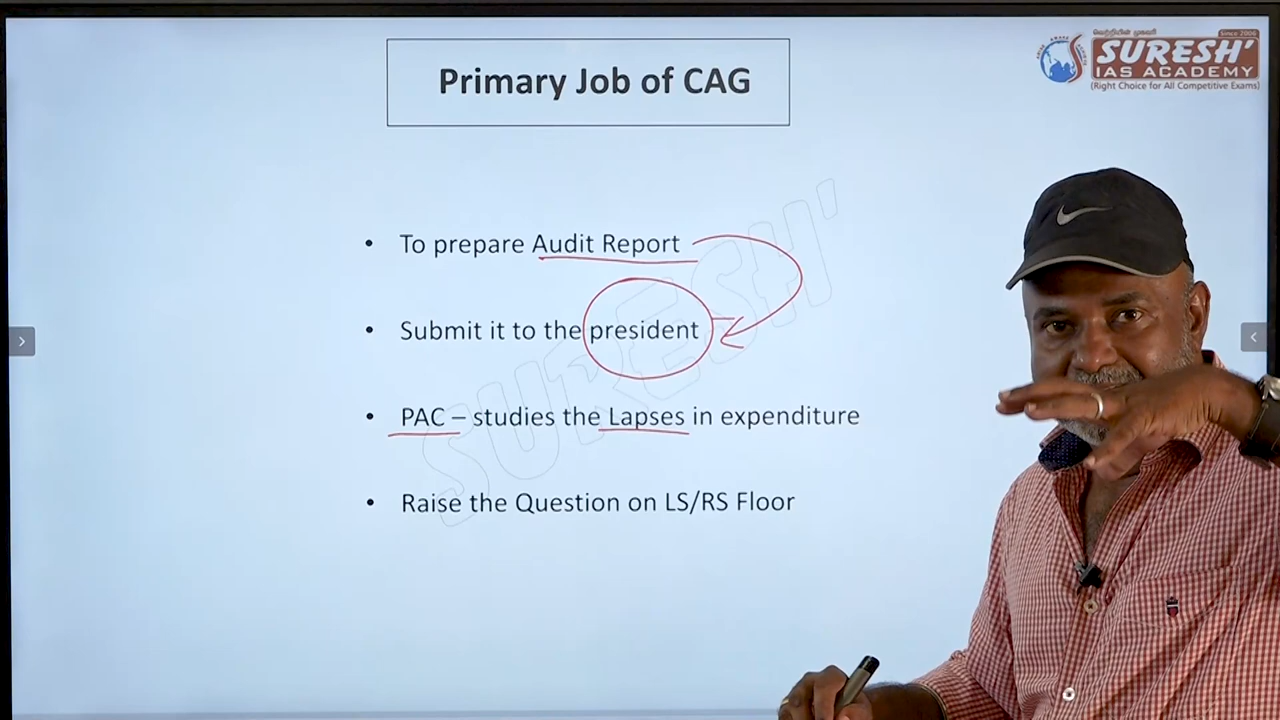 Primary Job of CAG
Since 2006
SURESH'
IAS ACADEMY
(Right Choice for All Competitive Exams)
• To prepare Audit Report
• Submit it to the president
• PAC – studies the Lapses in expenditure
• Raise the Question on LS/RS Floor
SURESH'